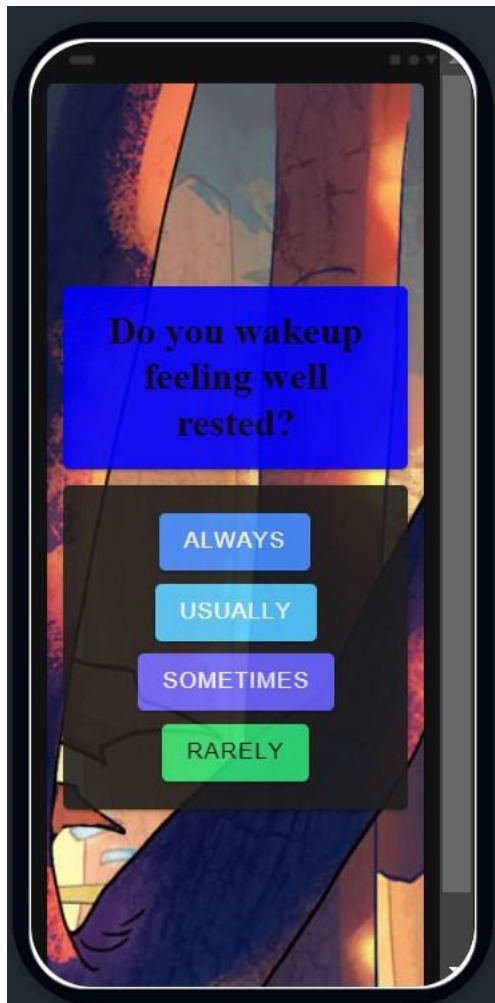 Do you wakeup
feeling well
rested?
ALWAYS
USUALLY
SOMETIMES
RARELY